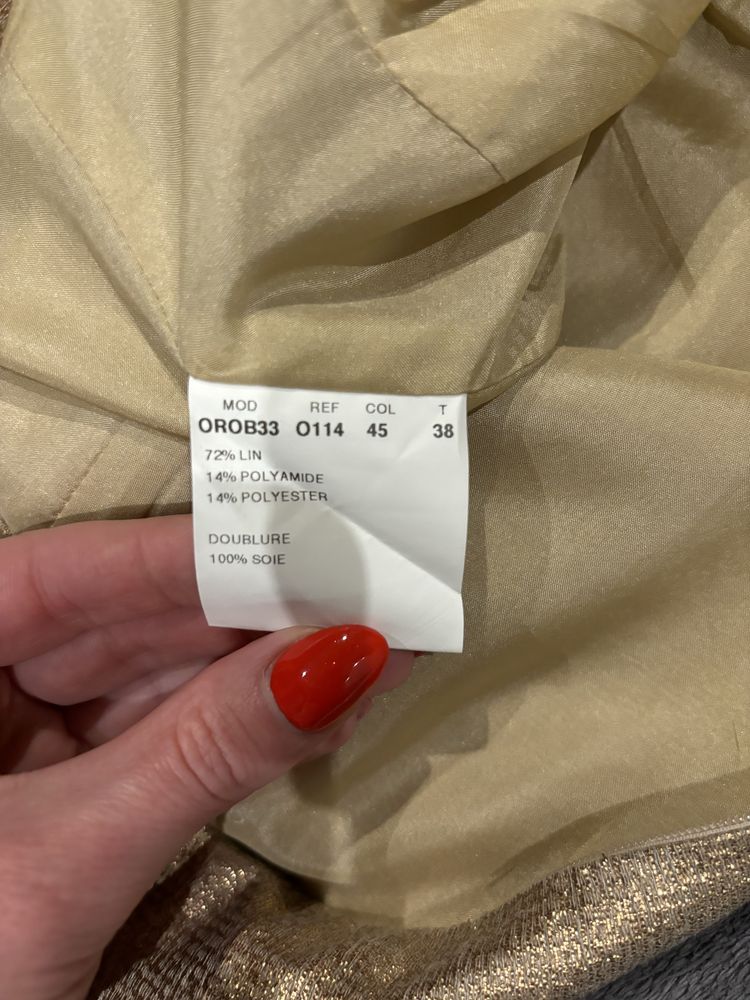 MOD REF COL T
OROB33 O114 45 38
72% LIN
14% POLYAMIDE
14% POLYESTER
DOUBLURE
100% SOIE